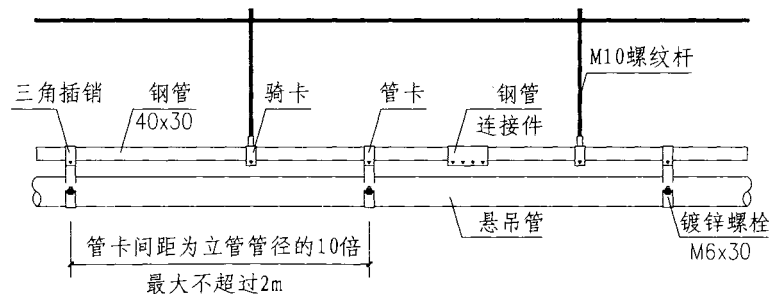 M10螺纹杆
三角插销
钢管
40x30
骑卡
管卡
钢管
连接件
悬吊管
镀锌螺栓
M6x30
管卡间距为立管管径的10倍
最大不超过2m